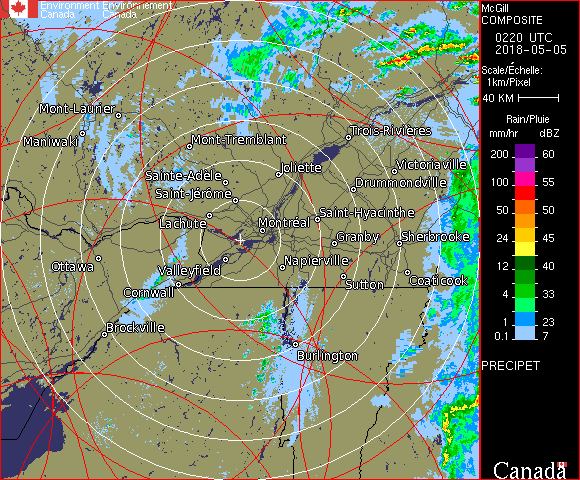 Environment Environnement
Canada Canada
McGill
COMPOSITE
0220 UTC
2018-05-05
Scale/Échelle:
1km/Pixel
40 KM
Rain/Pluie
mm/hr dBZ
200 60
100 55
50 50
24 45
12 40
4 33
1 23
0.1 7
PRECIPET
Mont-Laurier
Maniwaki
Mont-Tremblant
Trois-Rivières
Sainte-Adèle
Joliette
Victoriaville
Saint-Jérôme
Drummondville
Lachute
Montréal
Saint-Hyacinthe
Granby
Sherbrooke
Ottawa
Valleyfield
Napierville
Sutton
Coaticook
Cornwall
Brockville
Burlington
Canada